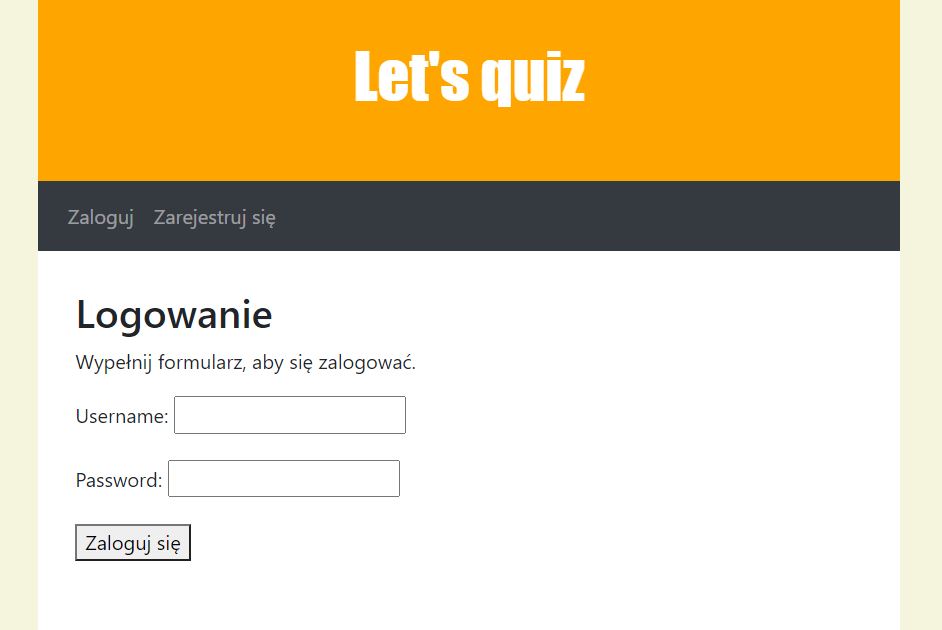 Let's quiz
Zaloguj Zarejestruj się
Logowanie
Wypełnij formularz, aby się zalogować.
Username:
Password:
Zaloguj się